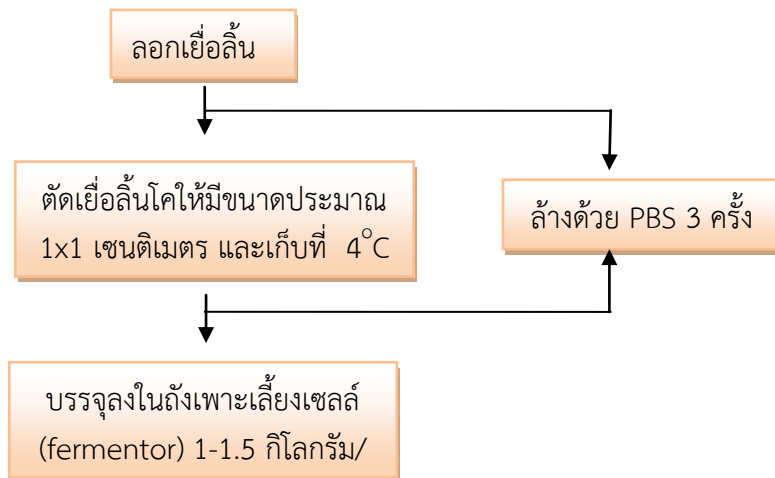 ลอกเยื่อลิ้น
ตัดเยื่อลิ้นโคให้มีขนาดประมาณ
1x1 เซนติเมตร และเก็บที่ 4°C
ล้างด้วย PBS 3 ครั้ง
บรรจุลงในถังเพาะเลี้ยงเซลล์
(fermentor) 1-1.5 กิโลกรัม/